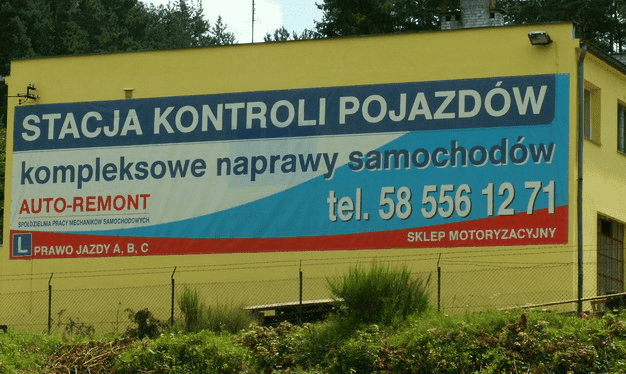 STACJA KONTROLI POJAZDÓW
kompleksowe naprawy samochodów
AUTO-REMONT
SPÓŁDZIELNIA PRACY MECHANIKÓW SAMOCHODOWYCH
tel. 58 556 12 71
L PRAWO JAZDY A, B, C
SKLEP MOTORYZACYJNY